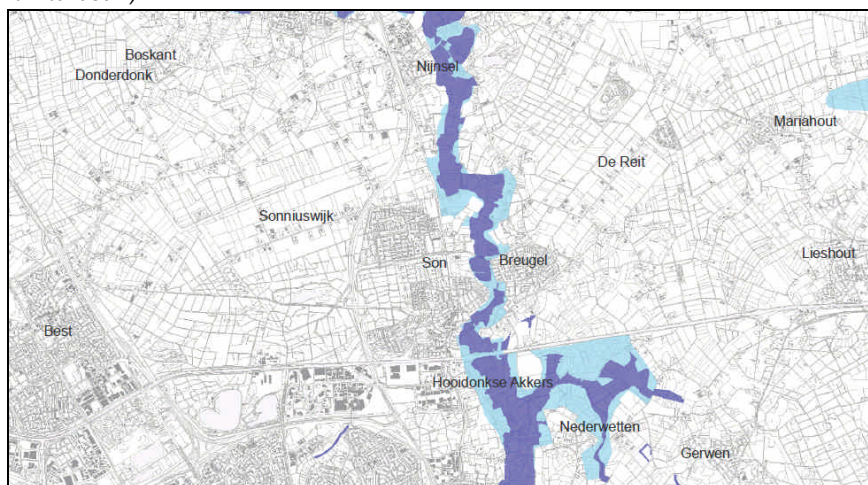 Boskant
Donderdonk
Nijnsel
Mariahout
De Reit
Sonniuswijk
Son
Breugel
Lieshout
Best
Hooidonkse Akkers
Nederwetten
Gerwen